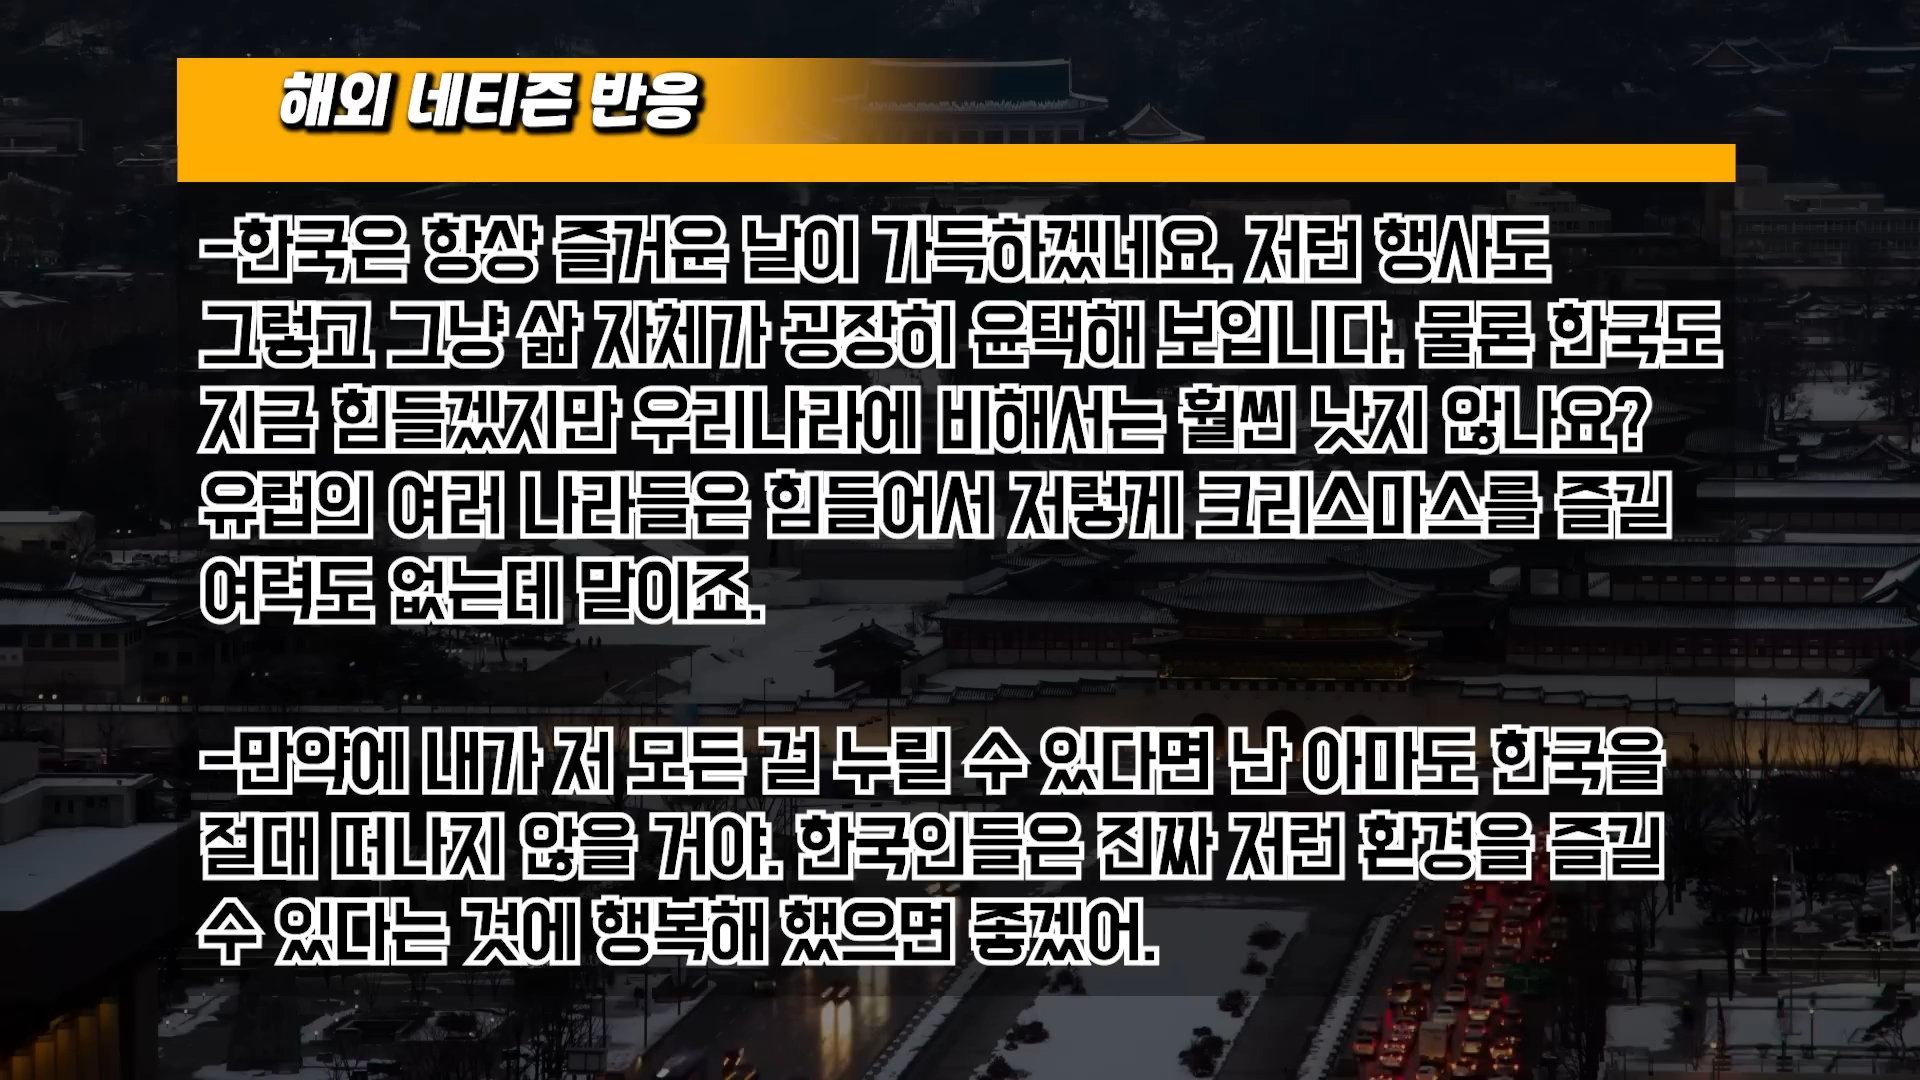 해외 네티즌 반응
-한국은 항상 즐거운 날이 가득하겠네요. 저런 행사도
그렇고 그냥 삶 자체가 굉장히 윤택해 보입니다. 물론 한국도
지금 힘들겠지만 우리나라에 비해서는 훨씬 낫지 않나요?
유럽의 여러 나라들은 힘들어서 저렇게 크리스마스를 즐길
여력도 없는데 말이죠.
-만약에 내가 저 모든 걸 누릴 수 있다면 난 아마도 한국을
절대 떠나지 않을 거야. 한국인들은 진짜 저런 환경을 즐길
수 있다는 것에 행복해 했으면 좋겠어.